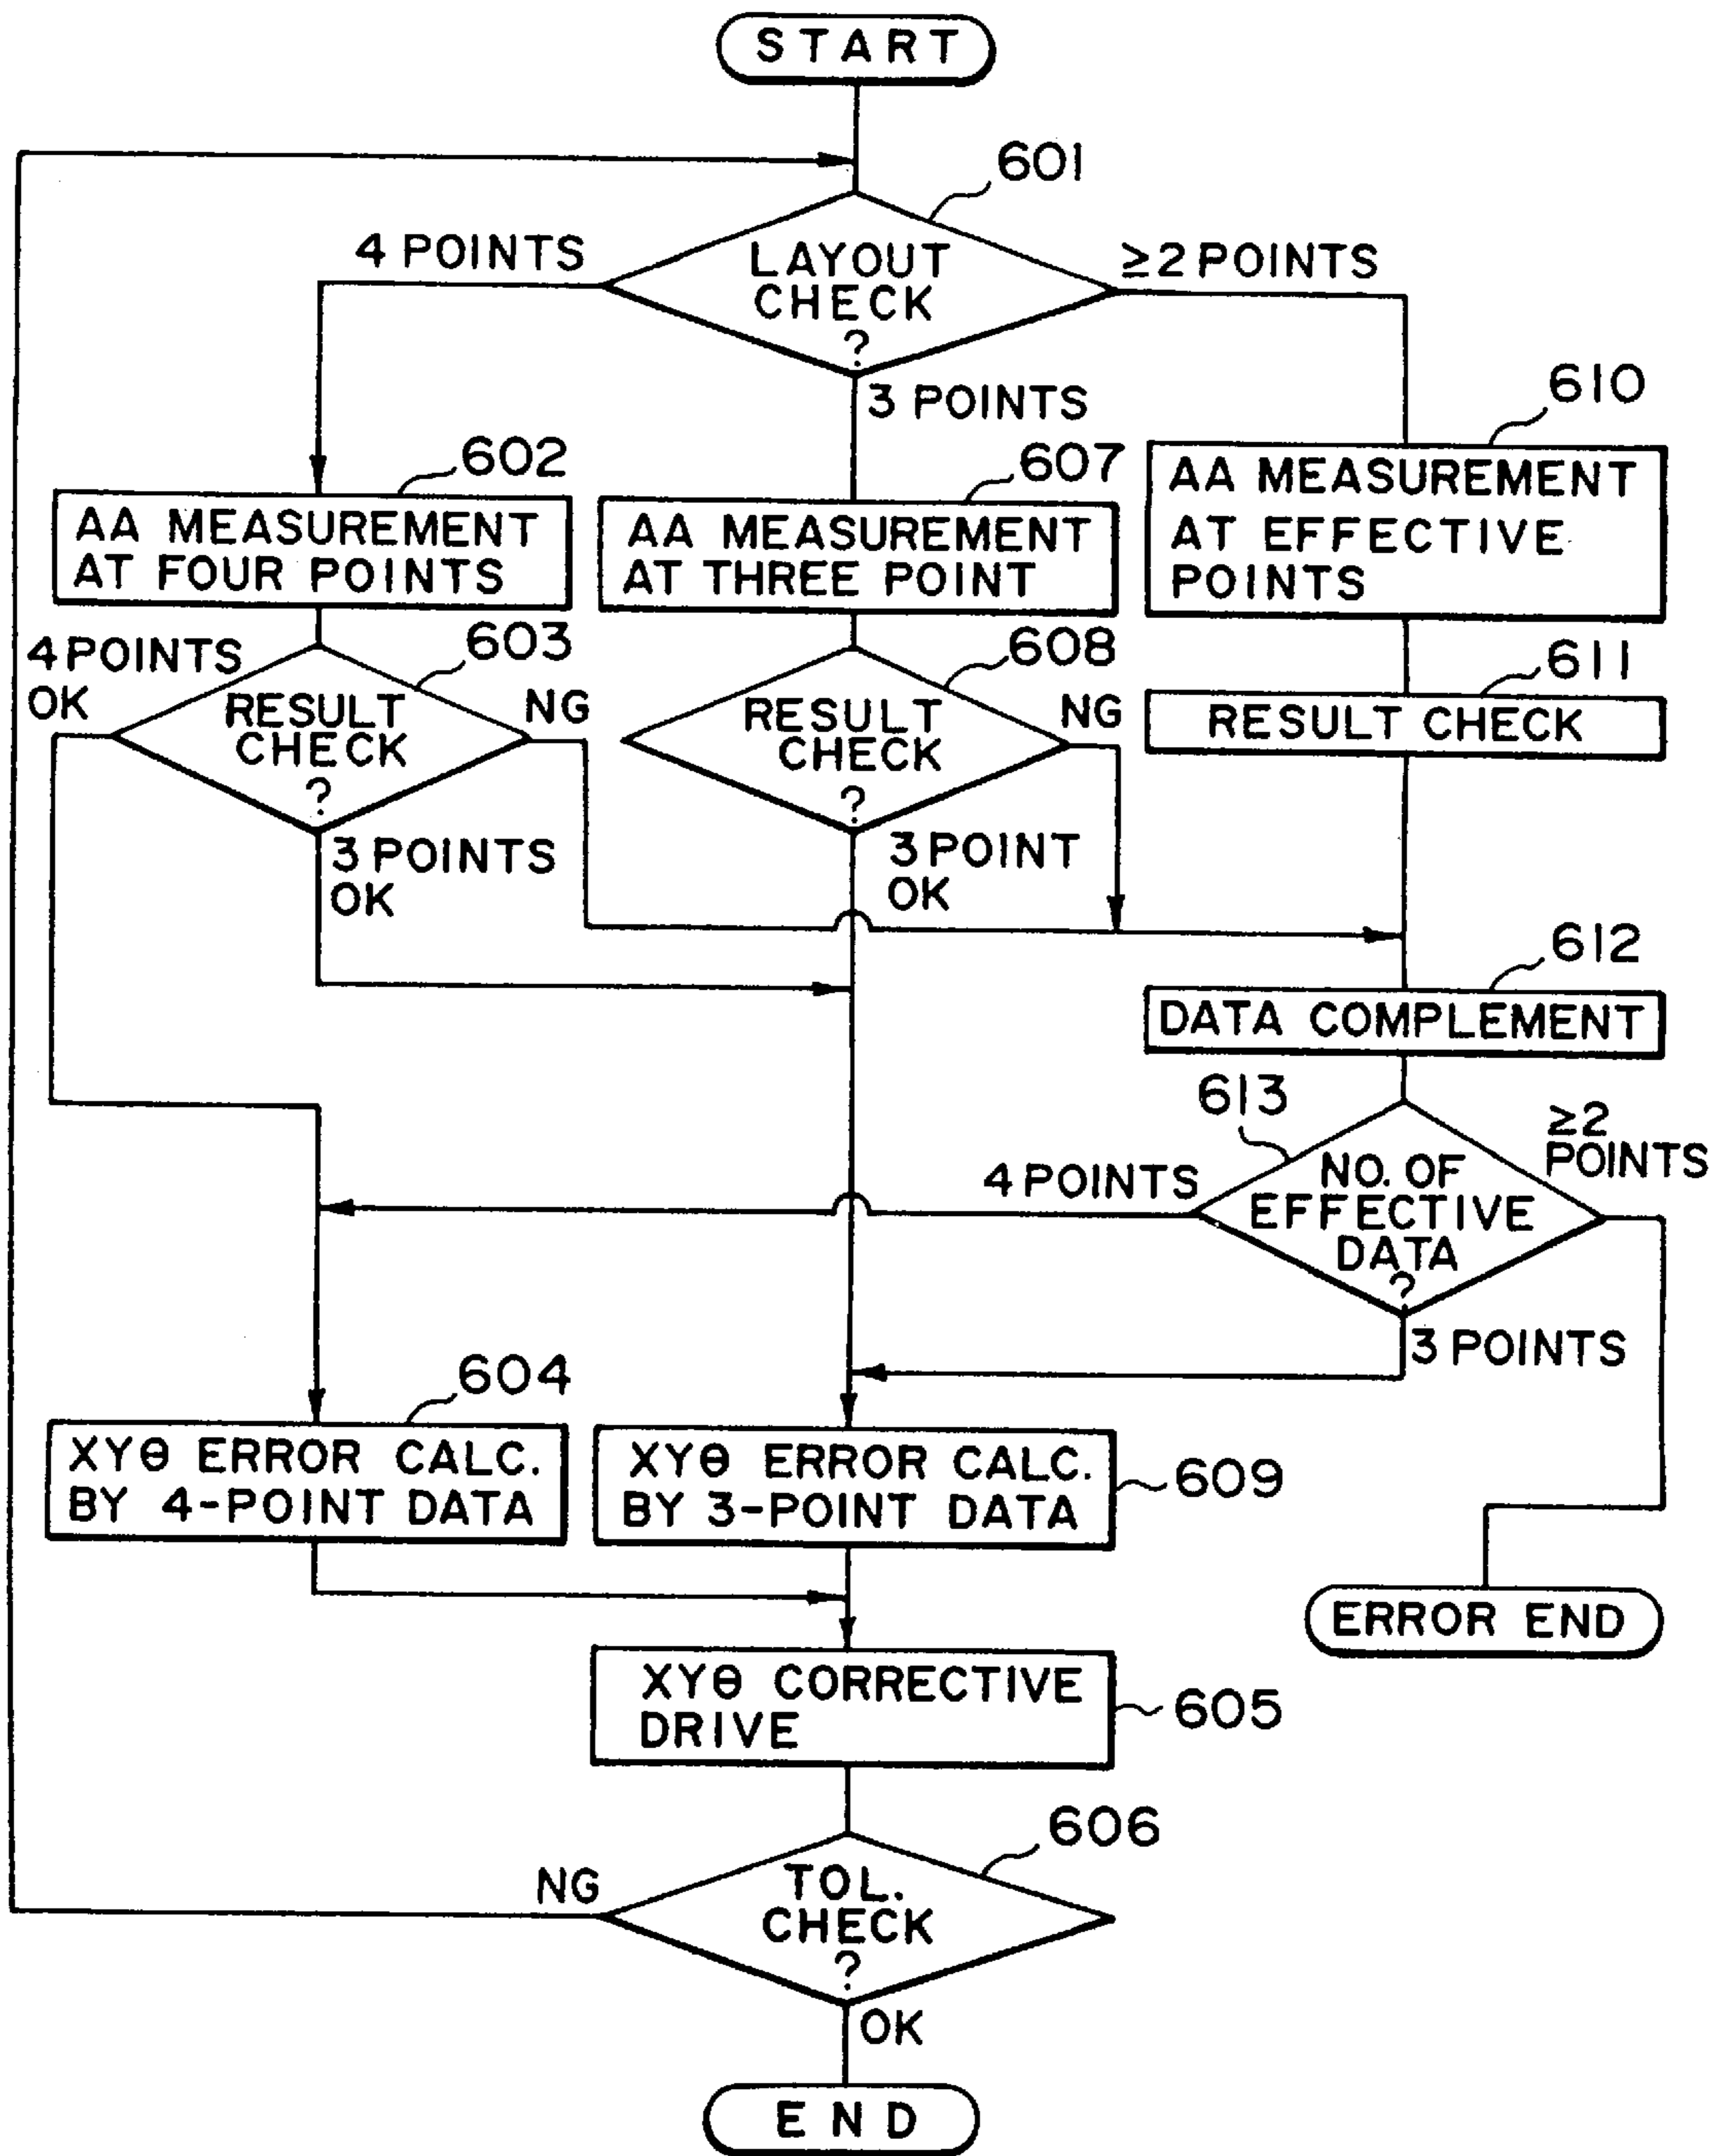 START
601
4 POINTS
LAYOUT
CHECK
?
≥2 POINTS
3 POINTS
610
602
607
AA MEASUREMENT
AT FOUR POINTS
AA MEASUREMENT
AT THREE POINT
AA MEASUREMENT
AT EFFECTIVE
POINTS
4 POINTS
OK
603
RESULT
CHECK
?
NG
608
RESULT
CHECK
?
NG
611
RESULT CHECK
3 POINTS
OK
3 POINT
OK
612
DATA COMPLEMENT
613
≥2
POINTS
4 POINTS
NO. OF
EFFECTIVE
DATA
?
3 POINTS
604
XYθ ERROR CALC.
BY 4-POINT DATA
XYθ ERROR CALC.
BY 3-POINT DATA
609
ERROR END
XYθ CORRECTIVE
DRIVE
605
606
NG
TOL.
CHECK
?
OK
END